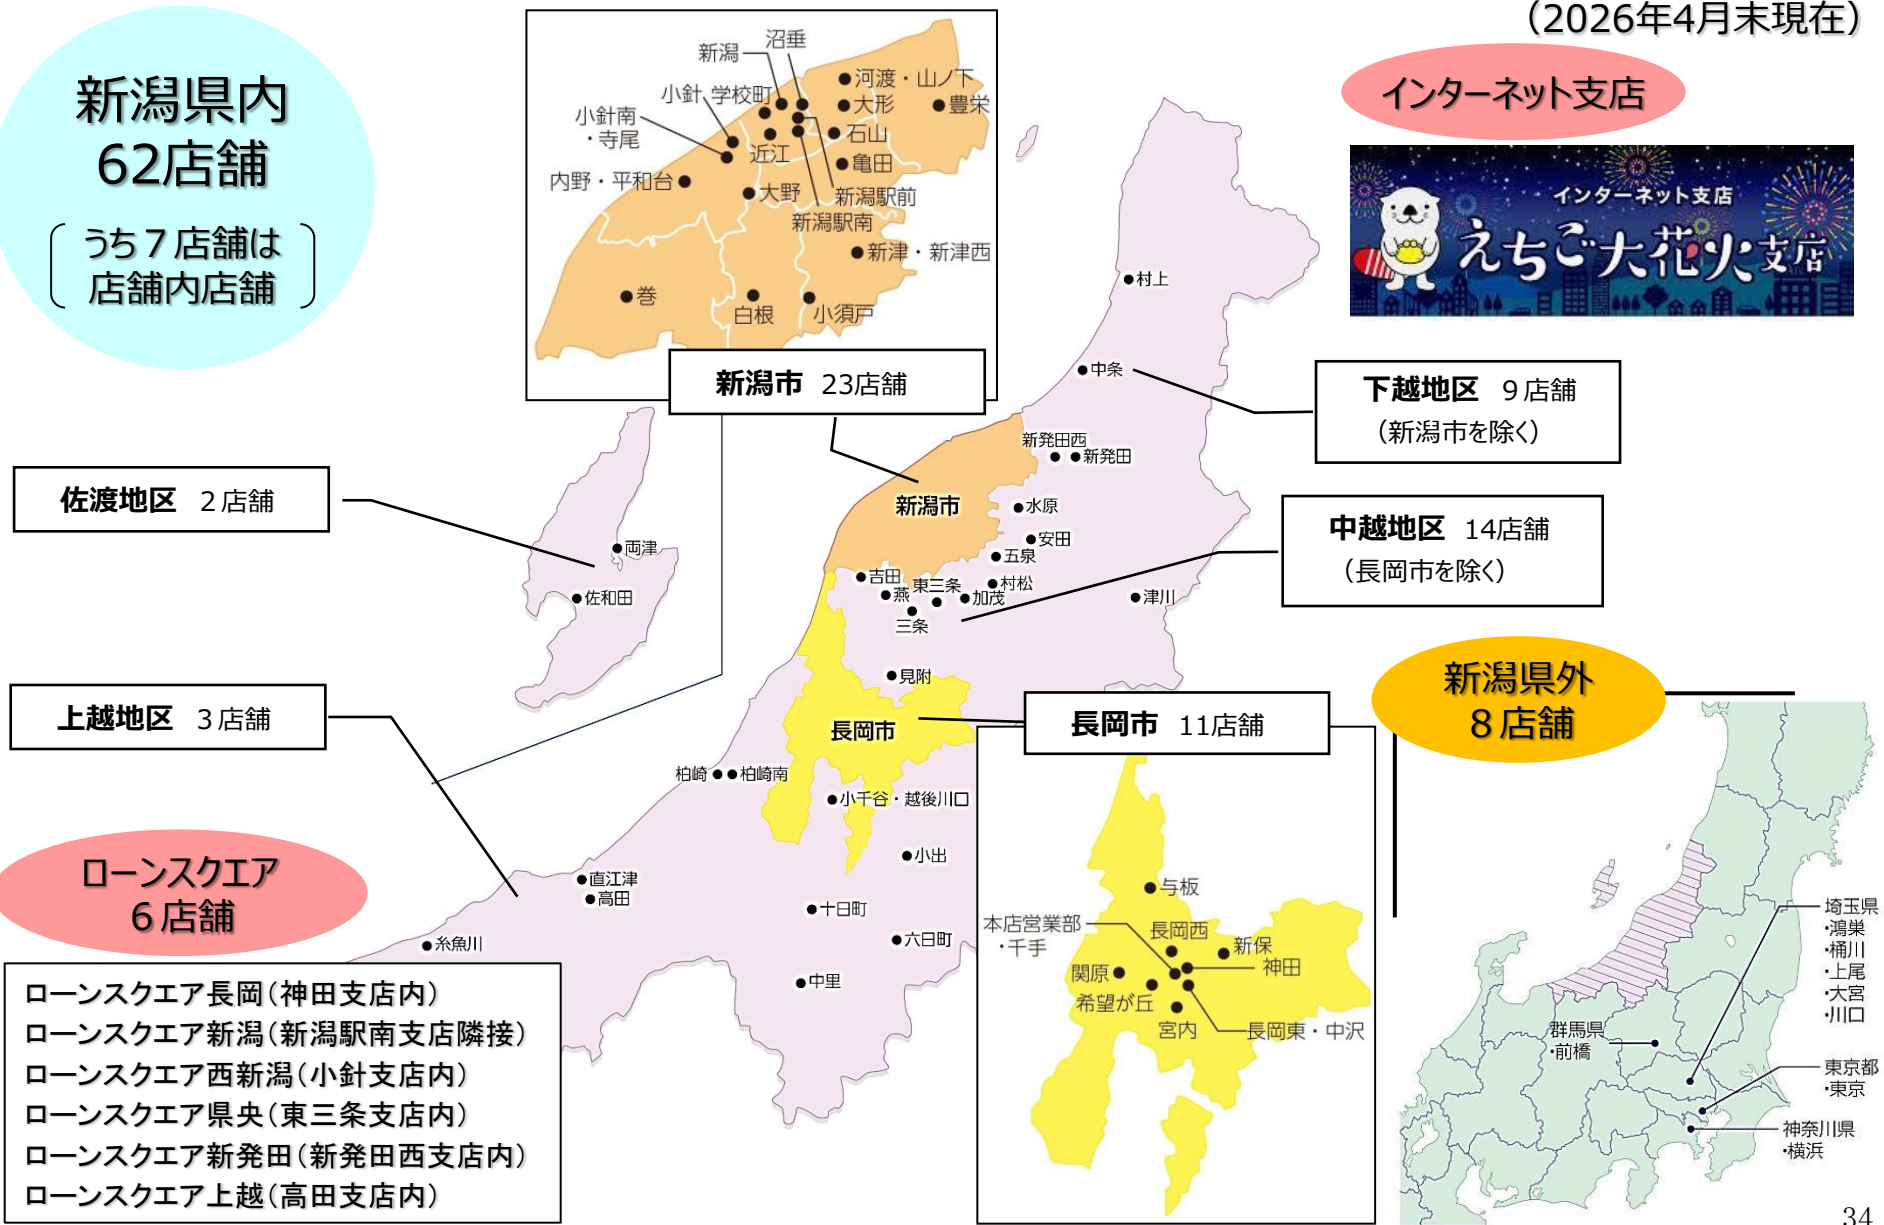 （2026年4月末現在）
新潟県内
62店舗
うち７店舗は
店舗内店舗
沼垂
新潟
河渡・山ノ下
小針
学校町
大形
豊栄
小針南
・寺尾
石山
近江
亀田
内野・平和台
大野
新潟駅前
新潟駅南
新津・新津西
巻
白根
小須戸
新潟市 23店舗
インターネット支店
インターネット支店
えちご大花火支店
村上
中条
下越地区 ９店舗
（新潟市を除く）
新発田西
新発田
佐渡地区 ２店舗
新潟市
水原
中越地区 14店舗
（長岡市を除く）
安田
両津
五泉
吉田
東三条
村松
燕
加茂
佐和田
津川
三条
見附
新潟県外
８店舗
上越地区 ３店舗
長岡市
長岡市 11店舗
柏崎
柏崎南
小千谷・越後川口
小出
ローンスクエア
６店舗
直江津
高田
十日町
六日町
糸魚川
中里
与板
本店営業部
・千手
長岡西
新保
神田
関原
希望が丘
宮内
長岡東・中沢
埼玉県
・鴻巣
・桶川
・上尾
・大宮
・川口
群馬県
・前橋
東京都
・東京
神奈川県
・横浜
ローンスクエア長岡（神田支店内）
ローンスクエア新潟（新潟駅南支店隣接）
ローンスクエア西新潟（小針支店内）
ローンスクエア県央（東三条支店内）
ローンスクエア新発田（新発田西支店内）
ローンスクエア上越（高田支店内）
34